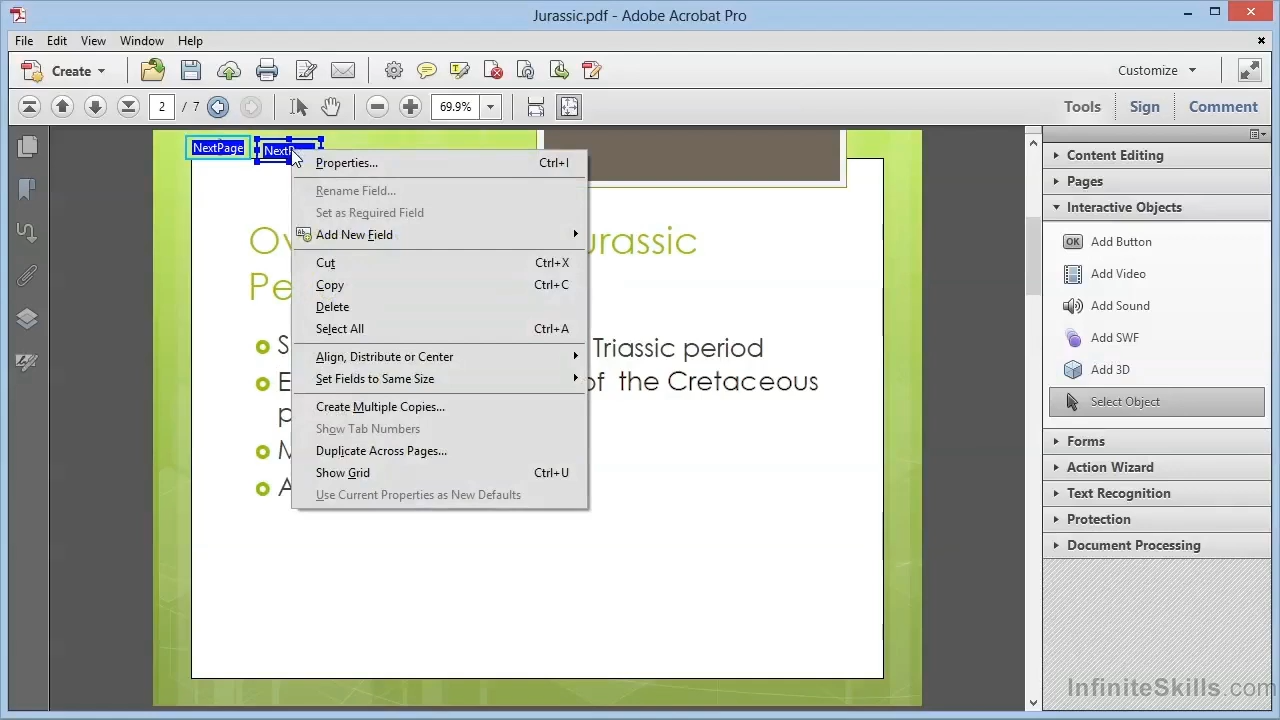 Jurassic.pdf - Adobe Acrobat Pro
File Edit View Window Help
Create Customize
2 / 7 69.9% Tools Sign Comment
NextPage
Properties... Ctrl+I
Rename Field...
Set as Required Field
Add New Field
Cut Ctrl+X
Copy Ctrl+C
Delete
Select All Ctrl+A
Align, Distribute or Center
Set Fields to Same Size
Create Multiple Copies...
Show Tab Numbers
Duplicate Across Pages...
Show Grid Ctrl+U
Use Current Properties as New Defaults
Triassic period
of the Cretaceous
Content Editing
Pages
Interactive Objects
OK Add Button
Add Video
Add Sound
Add SWF
Add 3D
Select Object
Forms
Action Wizard
Text Recognition
Protection
Document Processing
InfiniteSkills.com